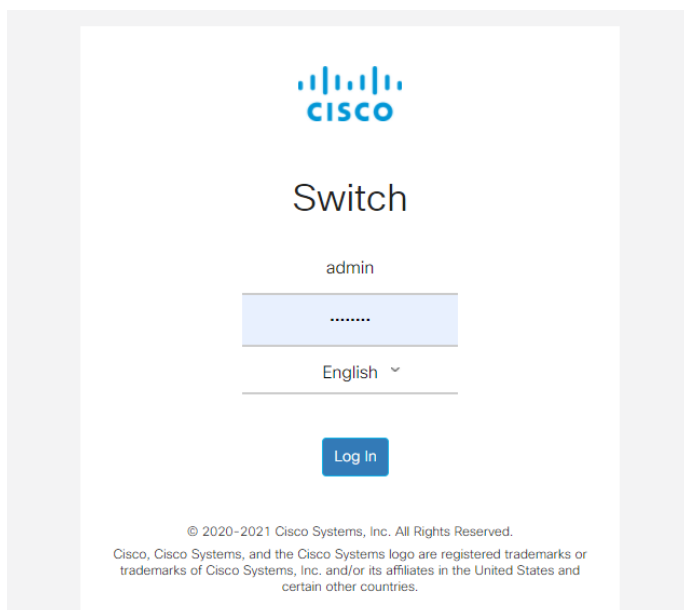 CISCO
Switch
admin
........
English
Log In
© 2020-2021 Cisco Systems, Inc. All Rights Reserved.
Cisco, Cisco Systems, and the Cisco Systems logo are registered trademarks or
trademarks of Cisco Systems, Inc. and/or its affiliates in the United States and
certain other countries.